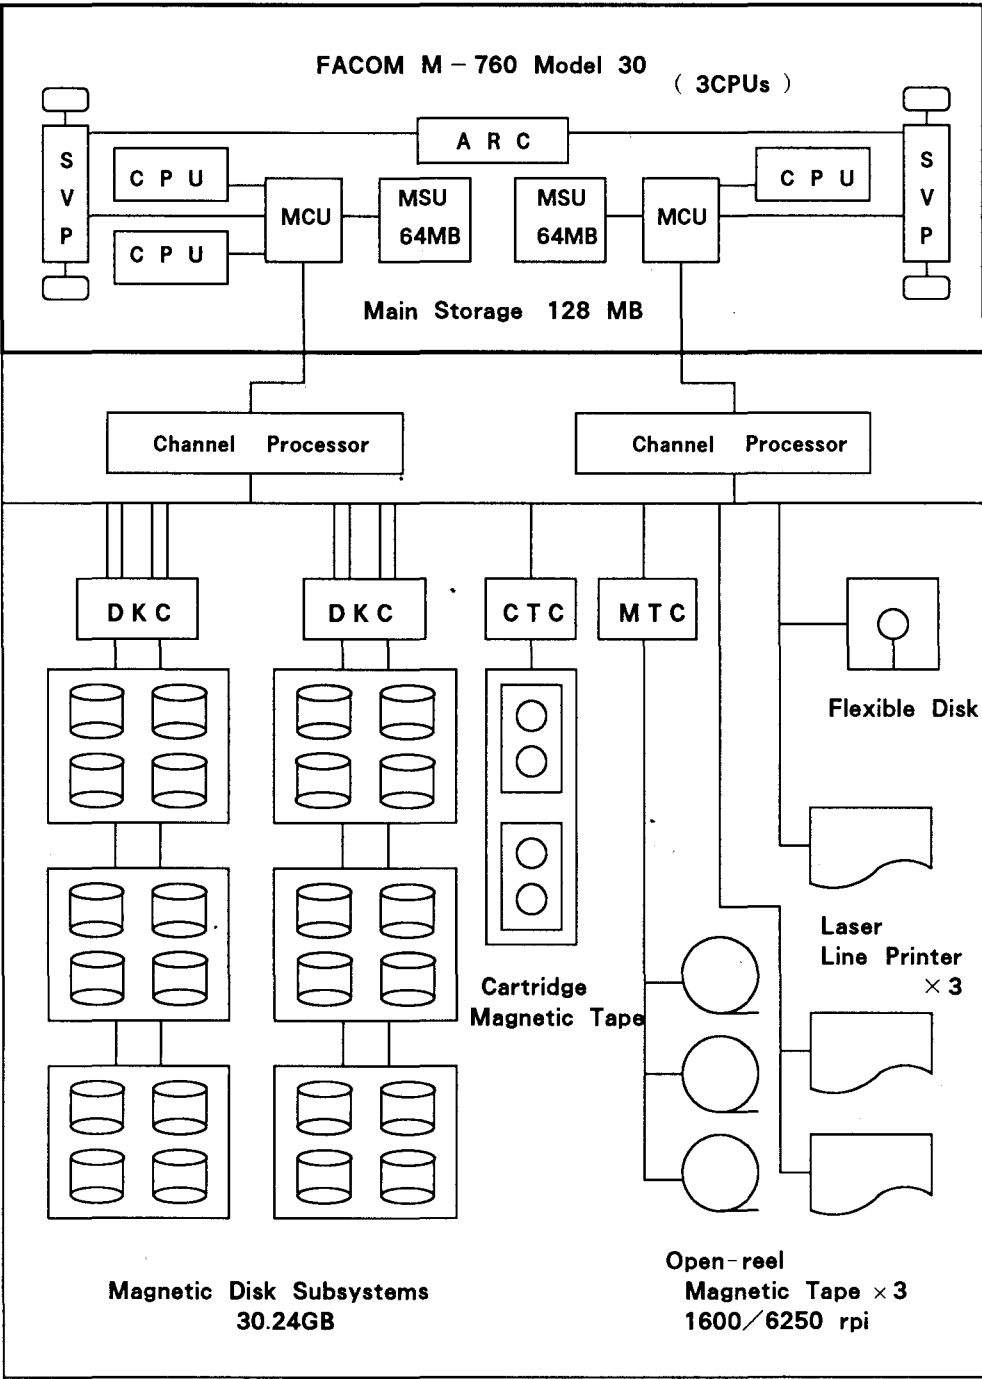 FACOM M-760 Model 30 ( 3CPUs )
A R C
S V P
C P U
C P U
MCU
MSU
64MB
MSU
64MB
MCU
C P U
S V P
Main Storage 128 MB
Channel Processor
Channel Processor
D K C
D K C
C T C
M T C
Flexible Disk
Laser
Line Printer
× 3
Cartridge
Magnetic Tape
Open-reel
Magnetic Tape × 3
1600/6250 rpi
Magnetic Disk Subsystems
30.24GB